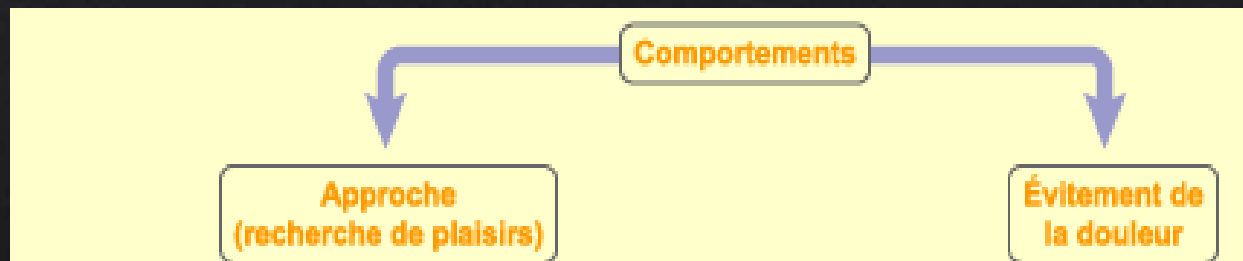 Comportements
Approche
(recherche de plaisirs)
Évitement de
la douleur